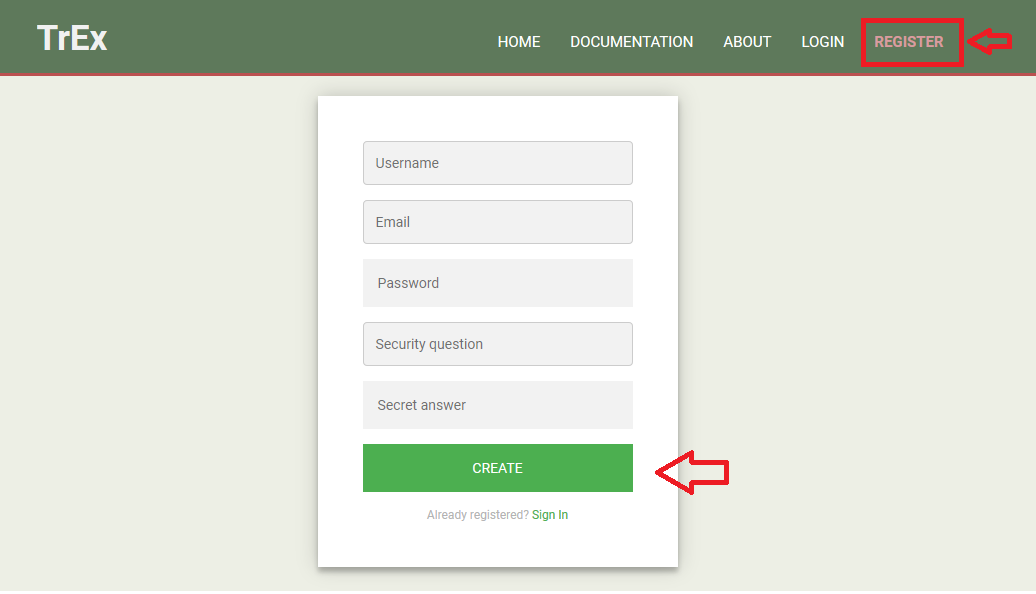 TrEx
HOME DOCUMENTATION ABOUT LOGIN REGISTER
Username
Email
Password
Security question
Secret answer
CREATE
Already registered? Sign In